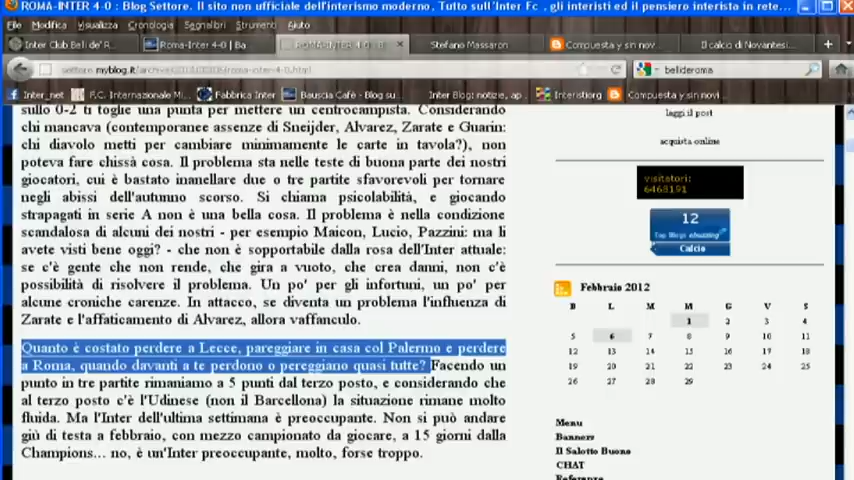 ROMA-INTER 4-0 : Blog Settore. Il sito non ufficiale dell'interismo moderno. Tutto sull'Inter Fc , gli interisti ed il pensiero interista in rete...
File Modifica Visualizza Cronologia Segnalibri Strumenti Aiuto
Inter Club Bell de' R... Roma-Inter 4-0 | Ba ROMA-INTER 4-0 : B Stefano Massaron Compuesta y sin nov... Il calcio di Novantesi...
settore.myblog.it belideroma
Inter_net F.C. Internazionale Mi... Fabbrica Inter Bauscia Cafè - Blog su... Inter Blog: notizie, ap... Interistiorg Compuesta y sin novi...
sullo 0-2 ti toglie una punta per mettere un centrocampista. Considerando
chi mancava (contemporanee assenze di Sneijder, Alvarez, Zarate e Guarin:
chi diavolo metti per cambiare minimamente le carte in tavola?), non
poteva fare chissà cosa. Il problema sta nelle teste di buona parte dei nostri
giocatori, cui è bastato inanellare due o tre partite sfavorevoli per tornare
negli abissi dell'autunno scorso. Si chiama psicolabilità, e giocando
strapagati in serie A non è una bella cosa. Il problema è nella condizione
scandalosa di alcuni dei nostri - per esempio Maicon, Lucio, Pazzini: ma li
avete visti bene oggi? - che non è sopportabile dalla rosa dell'Inter attuale:
se c'è gente che non rende, che gira a vuoto, che crea danni, non c'è
possibilità di risolvere il problema. Un po' per gli infortuni, un po' per
alcune croniche carenze. In attacco, se diventa un problema l'influenza di
Zarate e l'affaticamento di Alvarez, allora vaffanculo.
Quanto è costato perdere a Lecce, pareggiare in casa col Palermo e perdere
a Roma, quando davanti a te perdono o pereggiano quasi tutte? Facendo un
punto in tre partite rimaniamo a 5 punti dal terzo posto, e considerando che
al terzo posto c'è l'Udinese (non il Barcellona) la situazione rimane molto
fluida. Ma l'Inter dell'ultima settimana è preoccupante. Non si può andare
giù di testa a febbraio, con mezzo campionato da giocare, a 15 giorni dalla
Champions... no, è un'Inter preoccupante, molto, forse troppo.
laggi il post
acquista online
visitatori:
6468191
12
Top Blogs
Calcio
Febbraio 2012
D L M M G V S
1 2 3 4
5 6 7 8 9 10 11
12 13 14 15 16 17 18
19 20 21 22 23 24 25
26 27 28 29
Menu
Banners
Il Salotto Buono
CHAT
Referenze